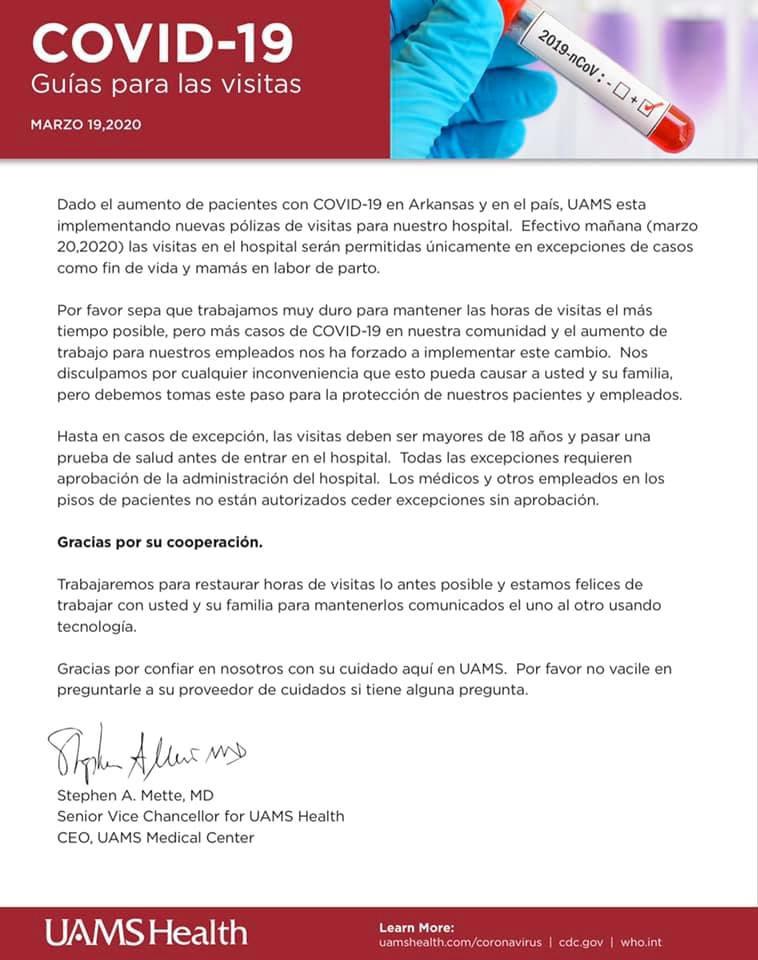 COVID-19
Guías para las visitas
MARZO 19,2020
2019-nCoV: - +
Dado el aumento de pacientes con COVID-19 en Arkansas y en el país, UAMS esta
implementando nuevas pólizas de visitas para nuestro hospital. Efectivo mañana (marzo
20,2020) las visitas en el hospital serán permitidas únicamente en excepciones de casos
como fin de vida y mamás en labor de parto.
Por favor sepa que trabajamos muy duro para mantener las horas de visitas el más
tiempo posible, pero más casos de COVID-19 en nuestra comunidad y el aumento de
trabajo para nuestros empleados nos ha forzado a implementar este cambio. Nos
disculpamos por cualquier inconveniencia que esto pueda causar a usted y su familia,
pero debemos tomas este paso para la protección de nuestros pacientes y empleados.
Hasta en casos de excepción, las visitas deben ser mayores de 18 años y pasar una
prueba de salud antes de entrar en el hospital. Todas las excepciones requieren
aprobación de la administración del hospital. Los médicos y otros empleados en los
pisos de pacientes no están autorizados ceder excepciones sin aprobación.
Gracias por su cooperación.
Trabajaremos para restaurar horas de visitas lo antes posible y estamos felices de
trabajar con usted y su familia para mantenerlos comunicados el uno al otro usando
tecnología.
Gracias por confiar en nosotros con su cuidado aquí en UAMS. Por favor no vacile en
preguntarle a su proveedor de cuidados si tiene alguna pregunta.
Stephen A. Mette, MD
Senior Vice Chancellor for UAMS Health
CEO, UAMS Medical Center
UAMS Health
Learn More:
uamshealth.com/coronavirus | cdc.gov | who.int